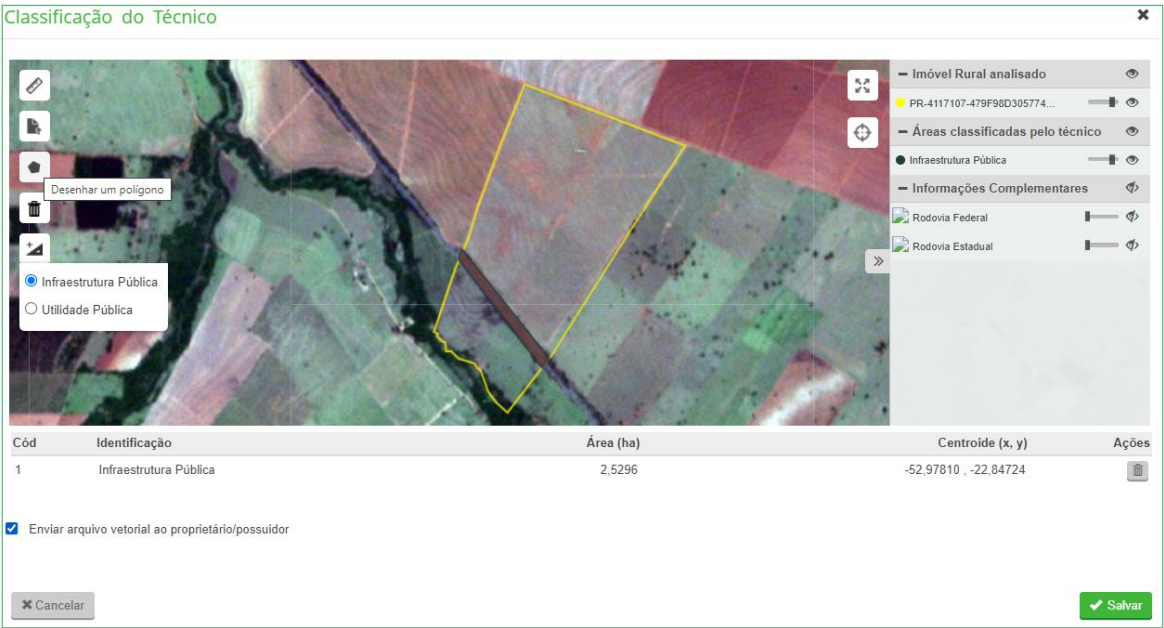 Classificação do Técnico
Desenhar um polígono
Infraestrutura Pública
Utilidade Pública
Imóvel Rural analisado
PR-4117107-479F98D305774...
Áreas classificadas pelo técnico
Infraestrutura Pública
Informações Complementares
Rodovia Federal
Rodovia Estadual
Cód Identificação Área (ha) Centroide (x, y) Ações
1 Infraestrutura Pública 2,5296 -52,97810 , -22,84724
Enviar arquivo vetorial ao proprietário/possuidor
Cancelar Salvar